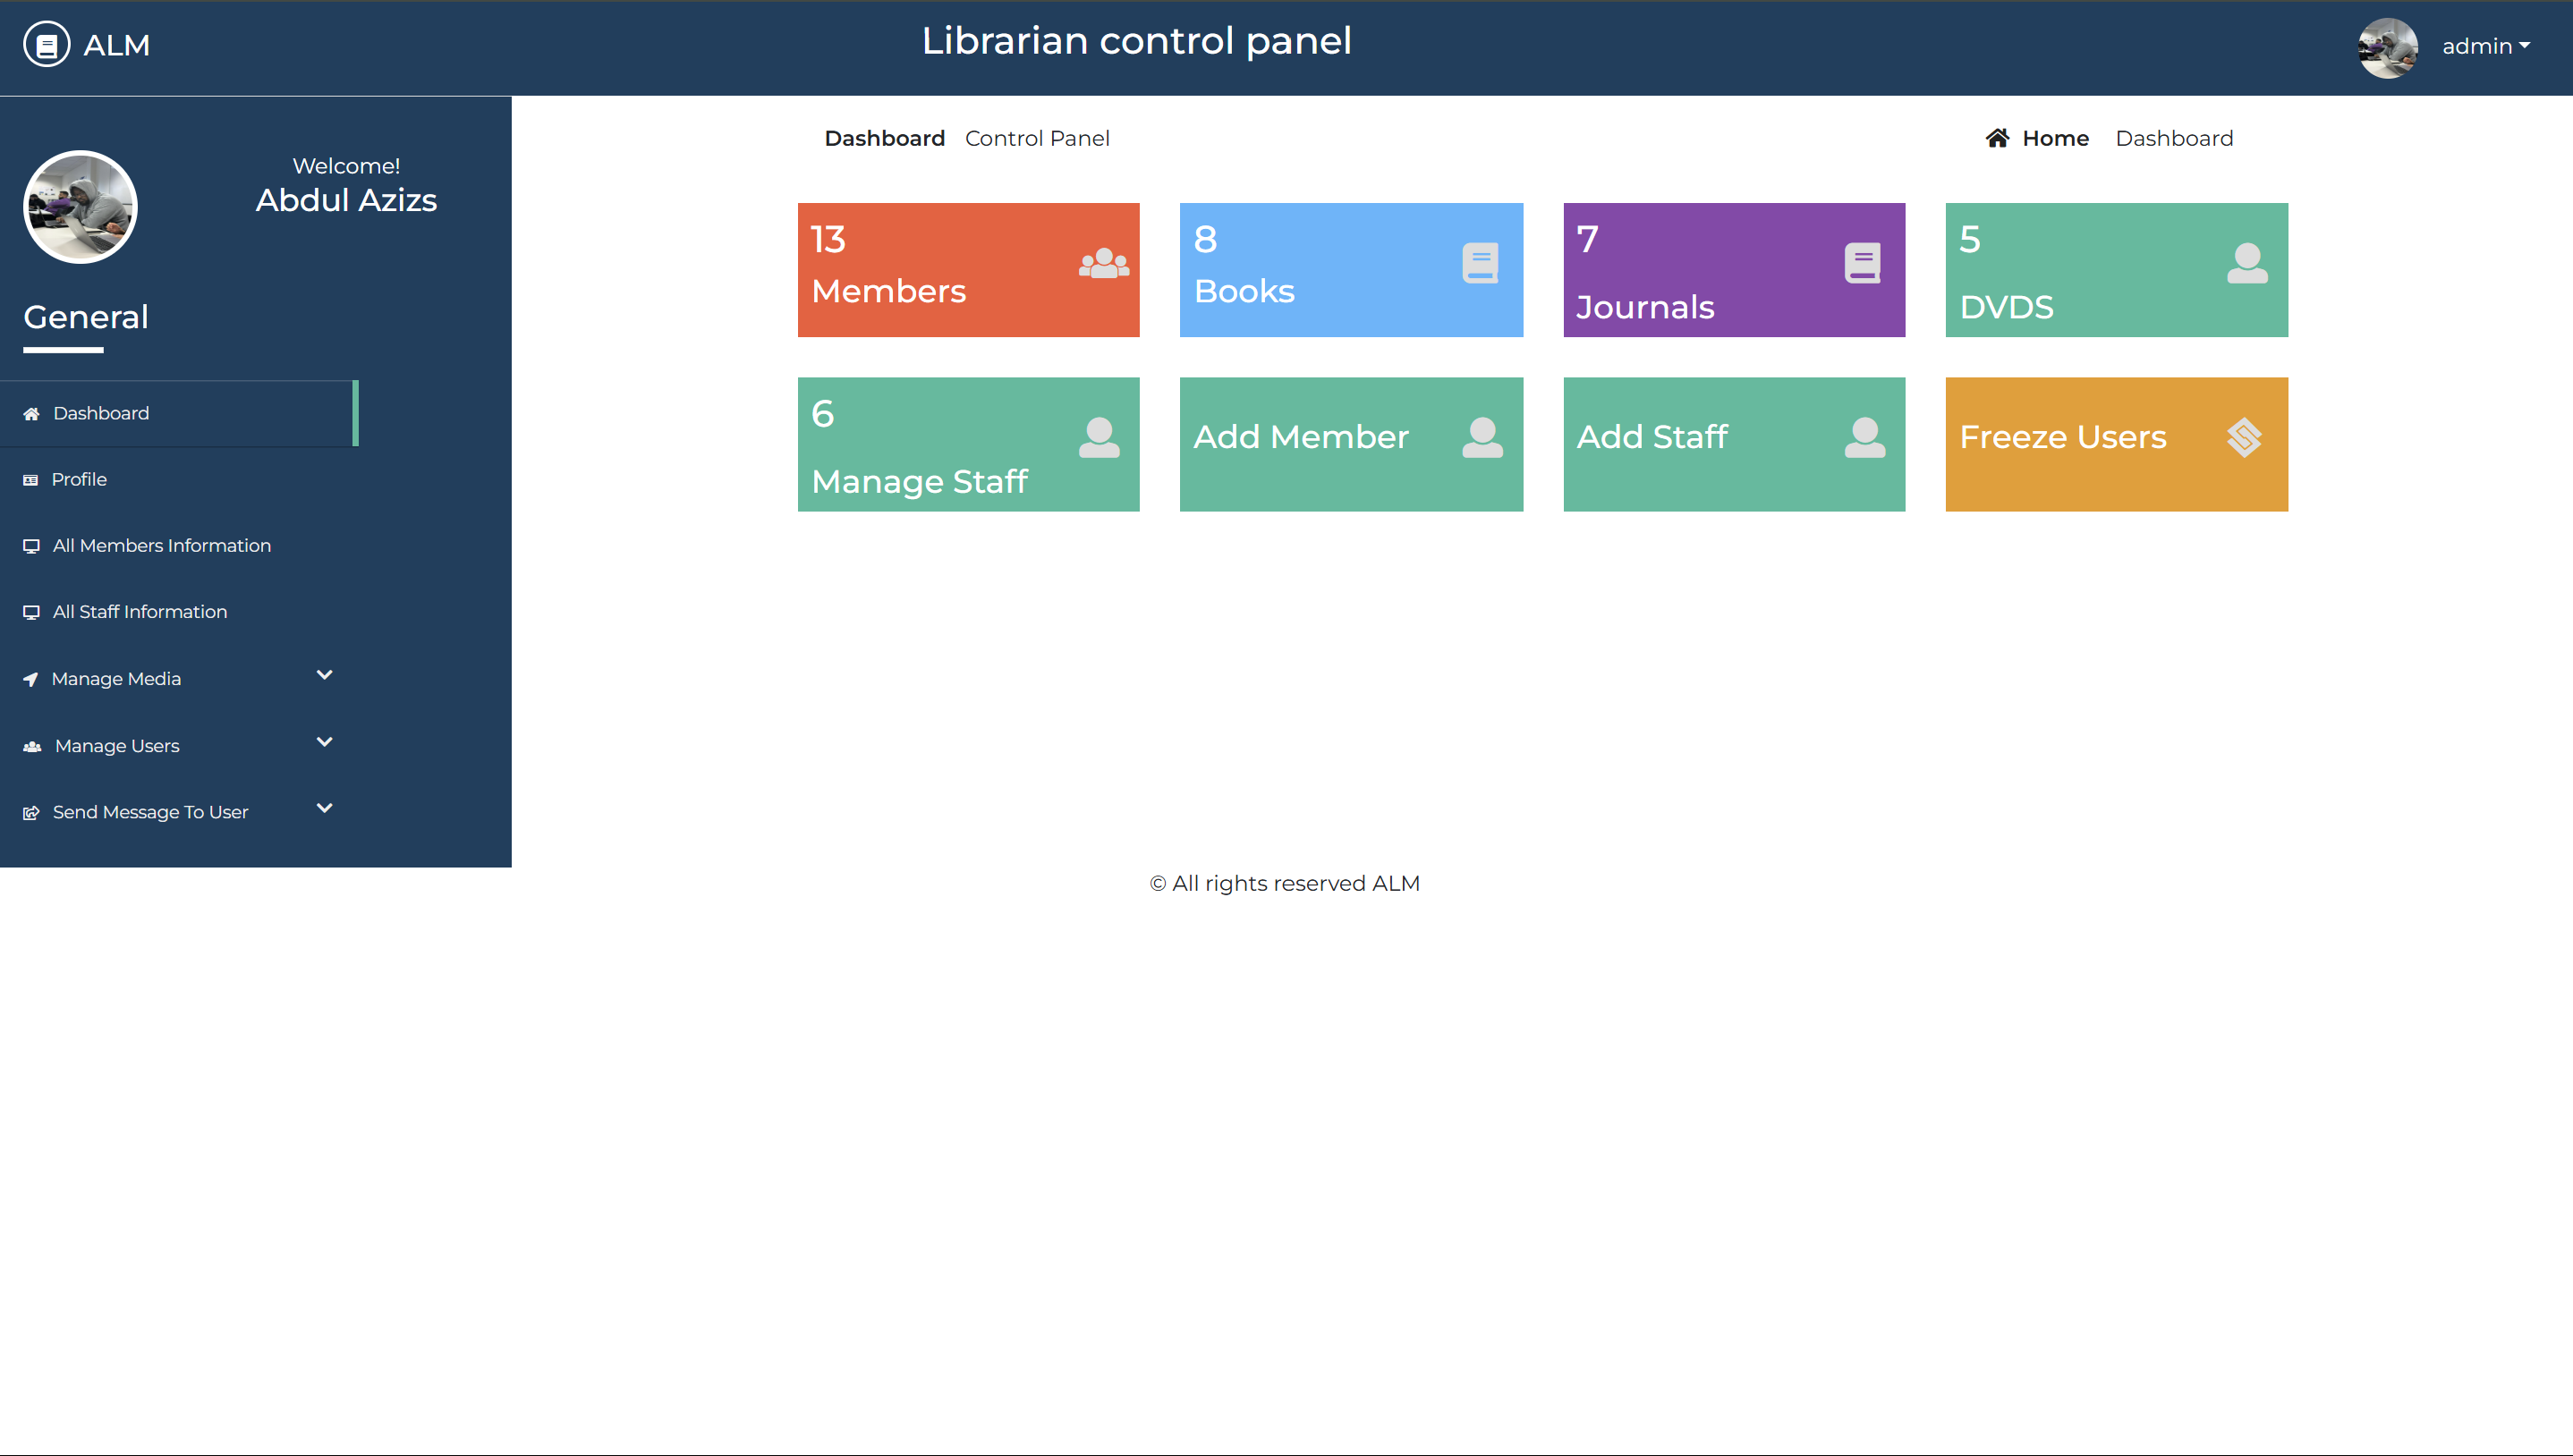 ALM
Librarian control panel
admin
Welcome!
Abdul Azizs
General
Dashboard
Profile
All Members Information
All Staff Information
Manage Media
Manage Users
Send Message To User
Dashboard Control Panel
Home Dashboard
13
Members
8
Books
7
Journals
5
DVDS
6
Manage Staff
Add Member
Add Staff
Freeze Users
© All rights reserved ALM